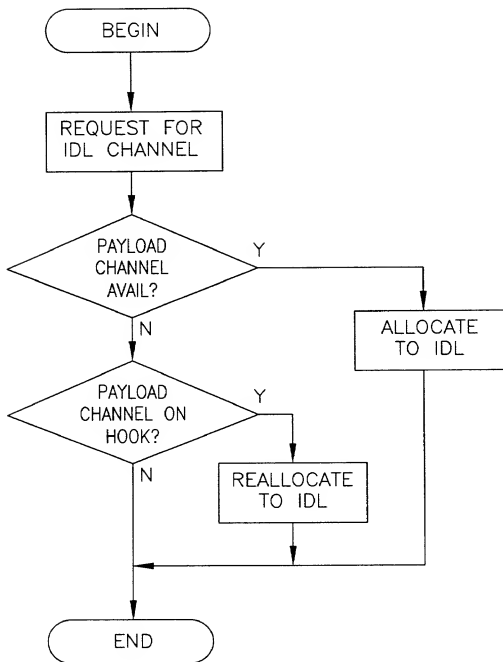 BEGIN
REQUEST FOR
IDL CHANNEL
PAYLOAD
CHANNEL
AVAIL?
Y
N
ALLOCATE
TO IDL
PAYLOAD
CHANNEL ON
HOOK?
Y
N
REALLOCATE
TO IDL
END